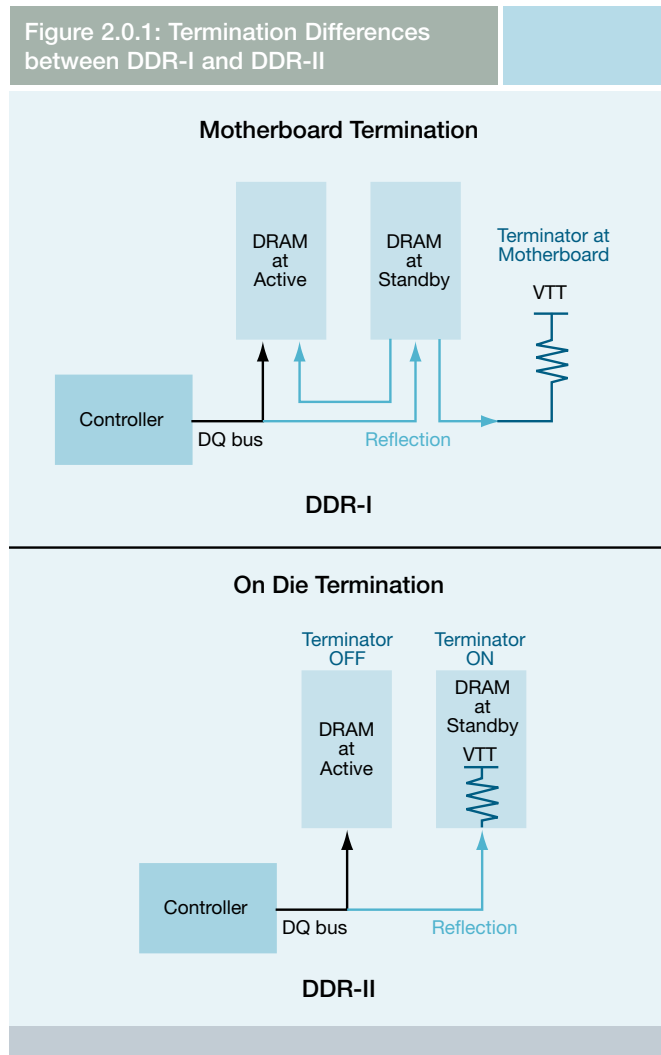 Figure 2.0.1: Termination Differences
between DDR-I and DDR-II
Motherboard Termination
DRAM
at
Active
DRAM
at
Standby
Terminator at
Motherboard
VTT
Controller
DQ bus
Reflection
DDR-I
On Die Termination
Terminator
OFF
Terminator
ON
DRAM
at
Active
DRAM
at
Standby
VTT
Controller
DQ bus
Reflection
DDR-II